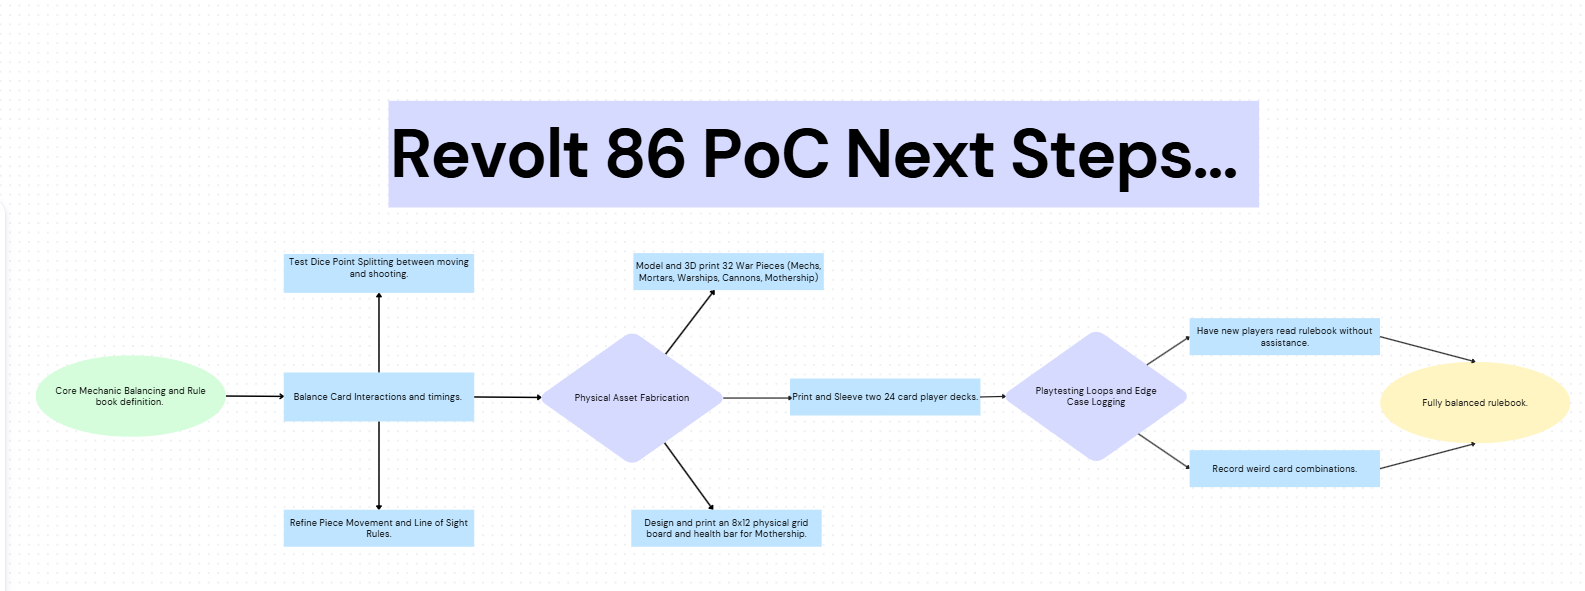 Revolt 86 PoC Next Steps...
Test Dice Point Splitting between moving
and shooting.
Model and 3D print 32 War Pieces (Mechs,
Mortars, Warships, Cannons, Mothership)
Core Mechanic Balancing and Rule
book definition.
Balance Card Interactions and timings.
Physical Asset Fabrication
Print and Sleeve two 24 card player decks.
Playtesting Loops and Edge
Case Logging
Have new players read rulebook without
assistance.
Fully balanced rulebook.
Record weird card combinations.
Refine Piece Movement and Line of Sight
Rules.
Design and print an 8x12 physical grid
board and health bar for Mothership.